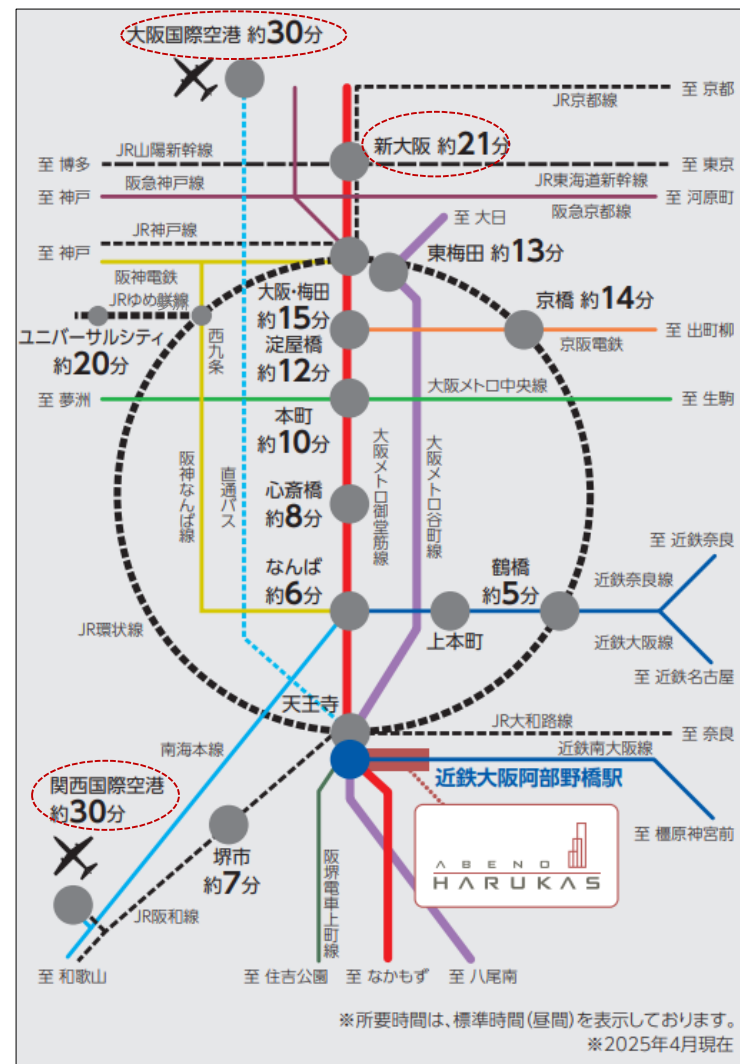 大阪国際空港 約30分
至 京都
JR京都線
新大阪 約21分
JR山陽新幹線
至 博多
至 東京
JR東海道新幹線
阪急神戸線
至 神戸
至 河原町
阪急京都線
至 大日
JR神戸線
至 神戸
東梅田 約13分
阪神電鉄
大阪・梅田
約15分
京橋 約14分
JRゆめ咲線
ユニバーサルシティ
約20分
西九条
淀屋橋
約12分
至 出町柳
京阪電鉄
大阪メトロ中央線
至 夢洲
至 生駒
本町
約10分
阪神なんば線
直通バス
大阪メトロ御堂筋線
大阪メトロ谷町線
心斎橋
約8分
至 近鉄奈良
なんば
約6分
鶴橋
約5分
近鉄奈良線
上本町
近鉄大阪線
JR環状線
至 近鉄名古屋
天王寺
JR大和路線
至 奈良
南海本線
近鉄南大阪線
近鉄大阪阿部野橋駅
関西国際空港
約30分
至 橿原神宮前
ABENO
HARUKAS
堺市
約7分
阪堺電車上町線
JR阪和線
至 和歌山
至 住吉公園
至 なかもず
至 八尾南
※所要時間は、標準時間(昼間)を表示しております。
※2025年4月現在